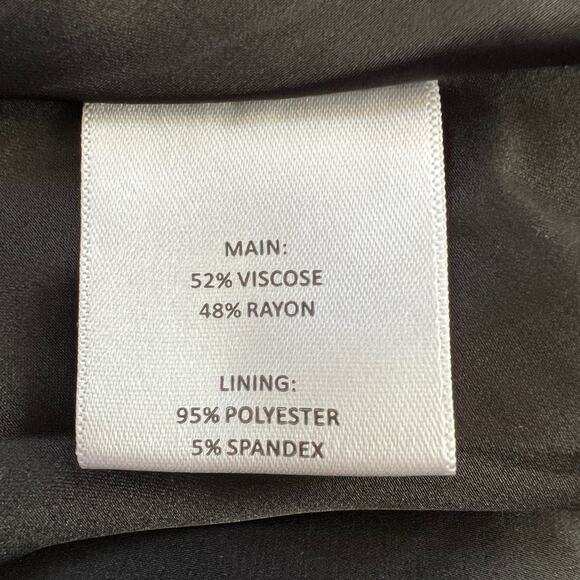 MAIN:
52% VISCOSE
48% RAYON
LINING:
95% POLYESTER
5% SPANDEX